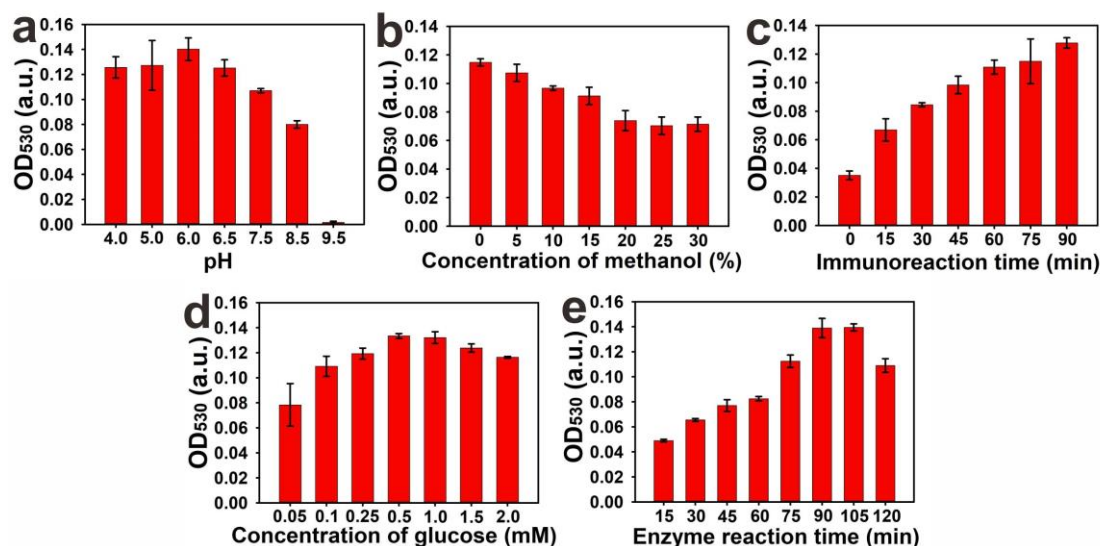 a
OD530 (a.u.)
0.16
0.14
0.12
0.10
0.08
0.06
0.04
0.02
0.00
4.0 5.0 6.0 6.5 7.5 8.5 9.5
pH
b
OD530 (a.u.)
0.14
0.12
0.10
0.08
0.06
0.04
0.02
0.00
0 5 10 15 20 25 30
Concentration of methanol (%)
c
OD530 (a.u.)
0.14
0.12
0.10
0.08
0.06
0.04
0.02
0.00
0 15 30 45 60 75 90
Immunoreaction time (min)
d
OD530 (a.u.)
0.16
0.14
0.12
0.10
0.08
0.06
0.04
0.02
0.00
0.05 0.1 0.25 0.5 1.0 1.5 2.0
Concentration of glucose (mM)
e
OD530 (a.u.)
0.16
0.14
0.12
0.10
0.08
0.06
0.04
0.02
0.00
15 30 45 60 75 90 105 120
Enzyme reaction time (min)